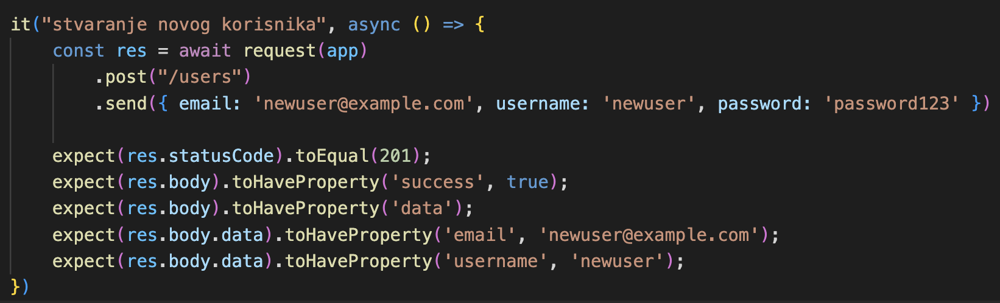 it("stvaranje novog korisnika", async () => {
    const res = await request(app)
        .post("/users")
        .send({ email: 'newuser@example.com', username: 'newuser', password: 'password123' })
    expect(res.statusCode).toEqual(201);
    expect(res.body).toHaveProperty('success', true);
    expect(res.body).toHaveProperty('data');
    expect(res.body.data).toHaveProperty('email', 'newuser@example.com');
    expect(res.body.data).toHaveProperty('username', 'newuser');
})